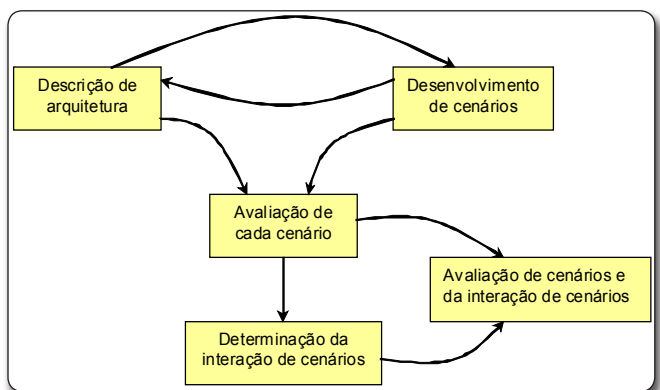 Descrição de
arquitetura
Desenvolvimento
de cenários
Avaliação de
cada cenário
Avaliação de cenários e
da interação de cenários
Determinação da
interação de cenários